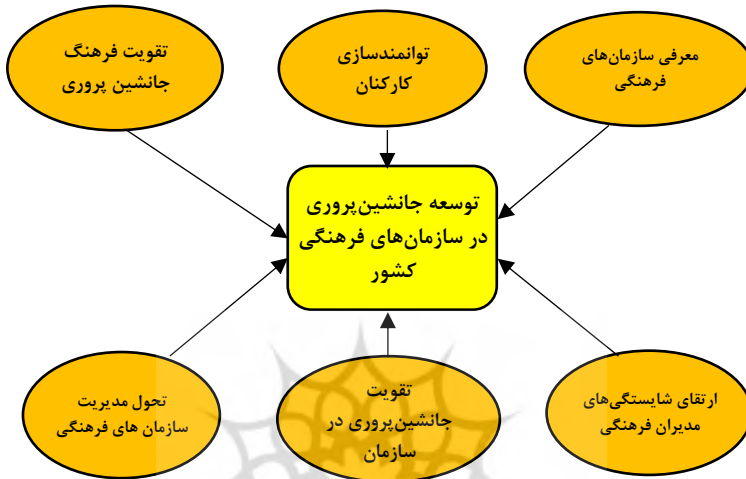 معرفی سازمان‌های
فرهنگی
توانمندسازی
کارکنان
تقویت فرهنگ
جانشین پروری
توسعه جانشین‌پروری
در سازمان‌های فرهنگی
کشور
ارتقای شایستگی‌های
مدیران فرهنگی
تقویت
جانشین‌پروری در
سازمان
تحول مدیریت
سازمان های فرهنگی